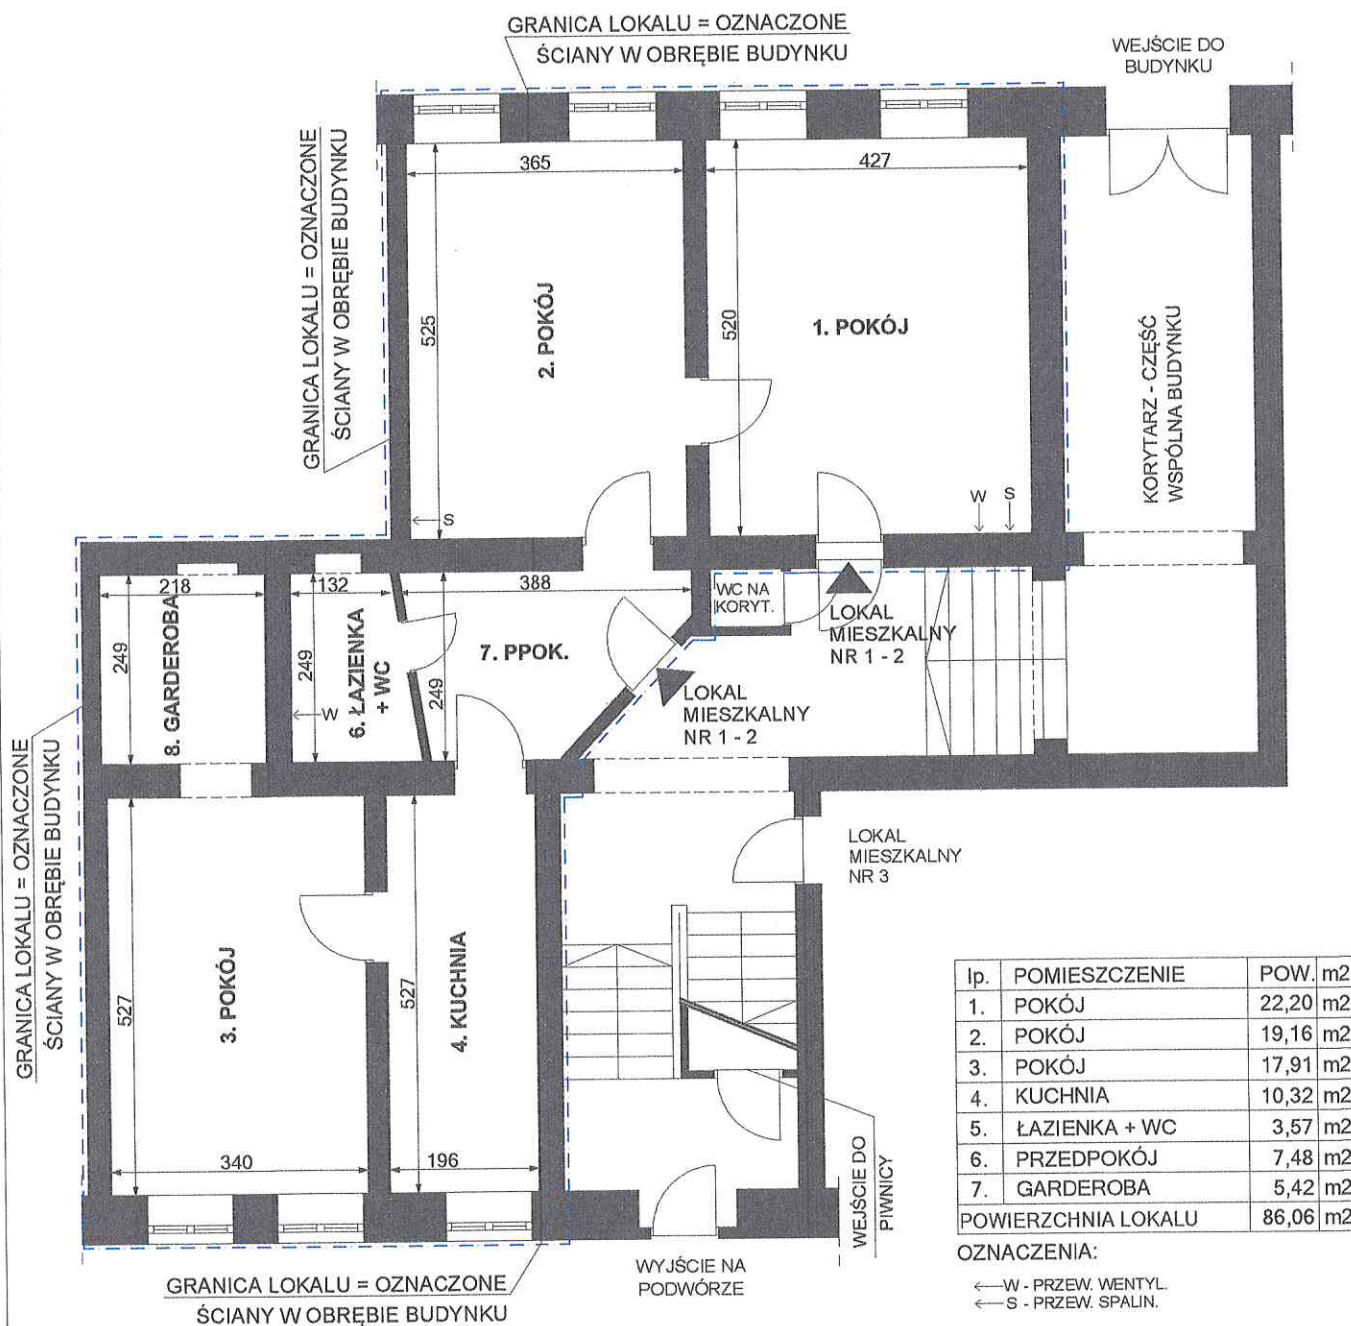 GRANICA LOKALU = OZNACZONE
ŚCIANY W OBRĘBIE BUDYNKU
WEJŚCIE DO
BUDYNKU
GRANICA LOKALU = OZNACZONE
ŚCIANY W OBRĘBIE BUDYNKU
365
427
525
2. POKÓJ
520
1. POKÓJ
KORYTARZ - CZĘŚĆ
WSPÓLNA BUDYNKU
S
W
S
218
132
388
WC NA
KORYT.
249
8. GARDEROBA
249
6. ŁAZIENKA
+ WC
W
249
7. PPOK.
LOKAL
MIESZKALNY
NR 1 - 2
LOKAL
MIESZKALNY
NR 1 - 2
GRANICA LOKALU = OZNACZONE
ŚCIANY W OBRĘBIE BUDYNKU
LOKAL
MIESZKALNY
NR 3
527
3. POKÓJ
527
4. KUCHNIA
340
196
WEJŚCIE DO
PIWNICY
WYJŚCIE NA
PODWÓRZE
GRANICA LOKALU = OZNACZONE
ŚCIANY W OBRĘBIE BUDYNKU
lp. POMIESZCZENIE POW. m2
1. POKÓJ 22,20 m2
2. POKÓJ 19,16 m2
3. POKÓJ 17,91 m2
4. KUCHNIA 10,32 m2
5. ŁAZIENKA + WC 3,57 m2
6. PRZEDPOKÓJ 7,48 m2
7. GARDEROBA 5,42 m2
POWIERZCHNIA LOKALU 86,06 m2
OZNACZENIA:
←W - PRZEW. WENTYL.
←S - PRZEW. SPALIN.